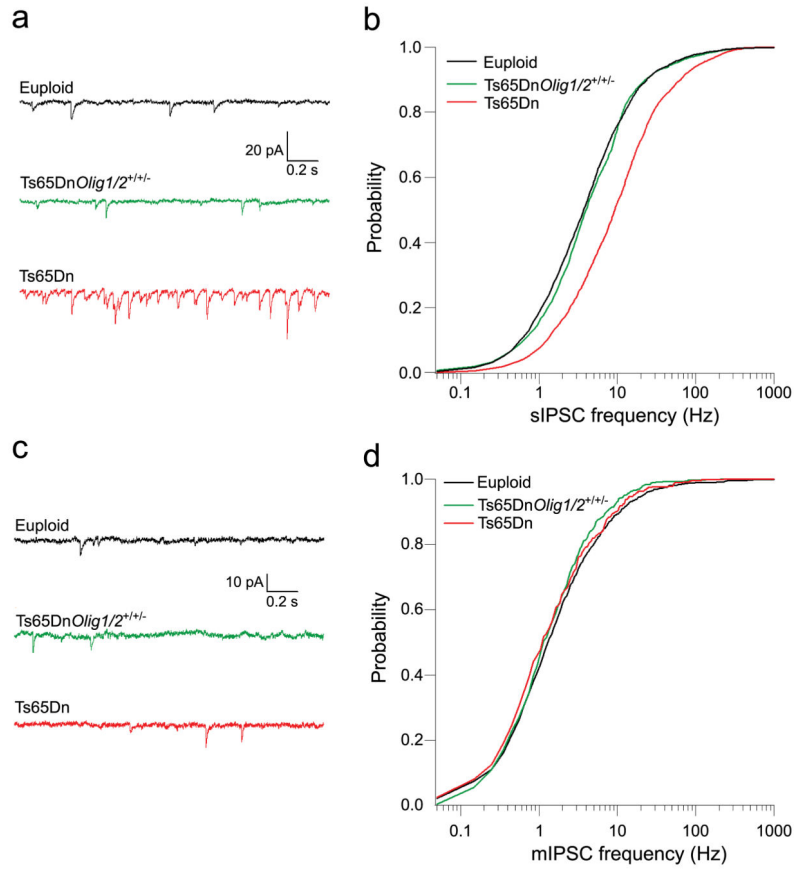 a
Euploid
20 pA
0.2 s
Ts65DnOlig1/2+/+/-
Ts65Dn
b
Euploid
Ts65DnOlig1/2+/+/-
Ts65Dn
Probability
1.0
0.8
0.6
0.4
0.2
0.0
0.1 1 10 100 1000
sIPSC frequency (Hz)
c
Euploid
10 pA
0.2 s
Ts65DnOlig1/2+/+/-
Ts65Dn
d
Euploid
Ts65DnOlig1/2+/+/-
Ts65Dn
Probability
1.0
0.8
0.6
0.4
0.2
0.0
0.1 1 10 100 1000
mIPSC frequency (Hz)